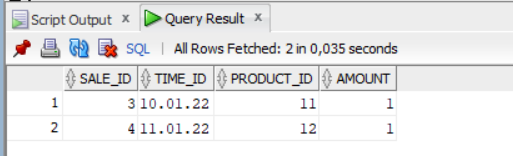 Script Output x Query Result x
SQL | All Rows Fetched: 2 in 0,035 seconds
SALE_ID TIME_ID PRODUCT_ID AMOUNT
1 3 10.01.22 11 1
2 4 11.01.22 12 1